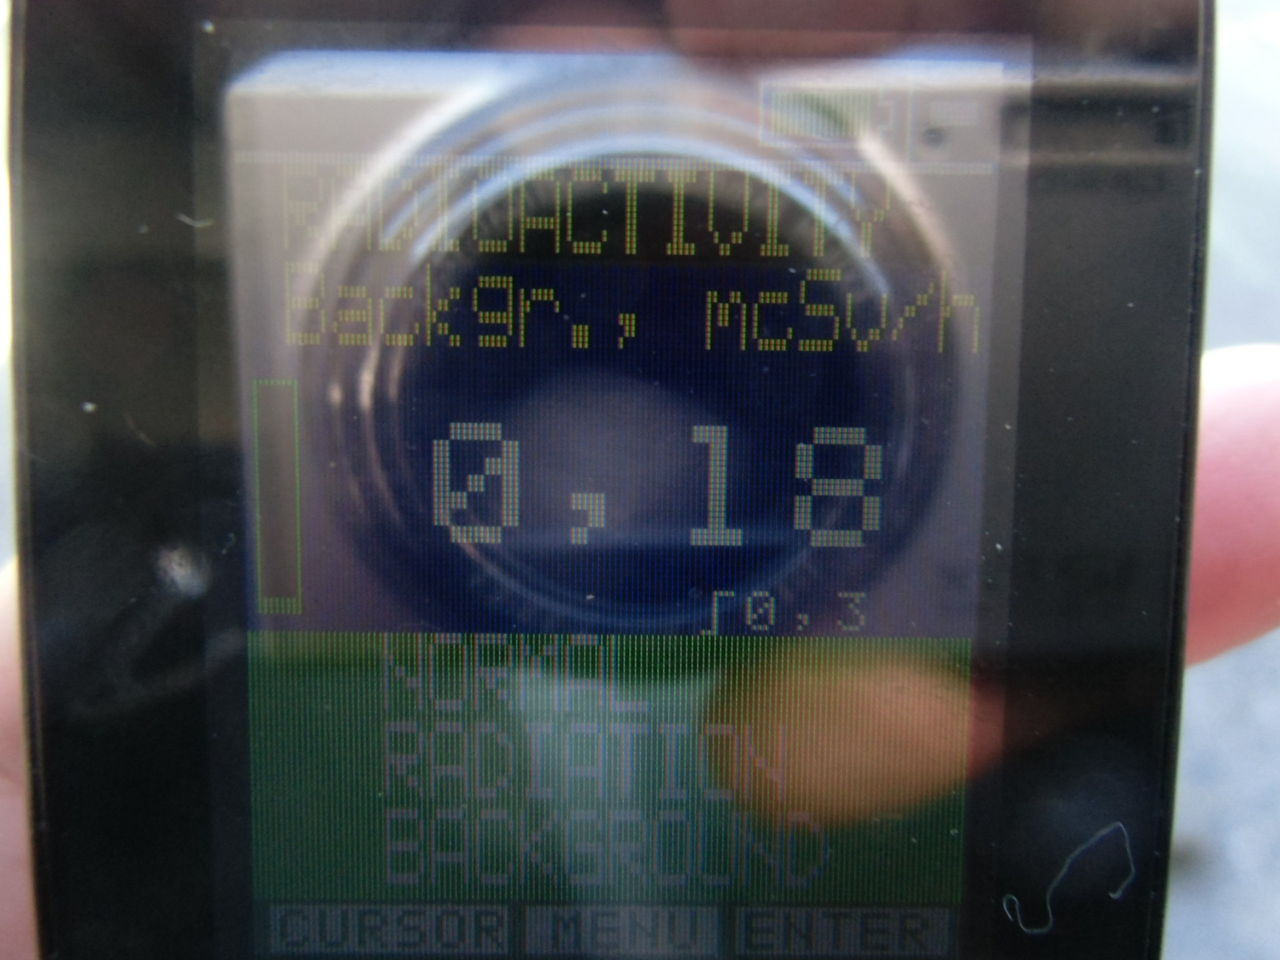 RADIOACTIVITY
Backgr., mcSv/h
0,18
∫0,3
NORMAL
RADIATION
BACKGROUND
CURSOR MENU ENTER